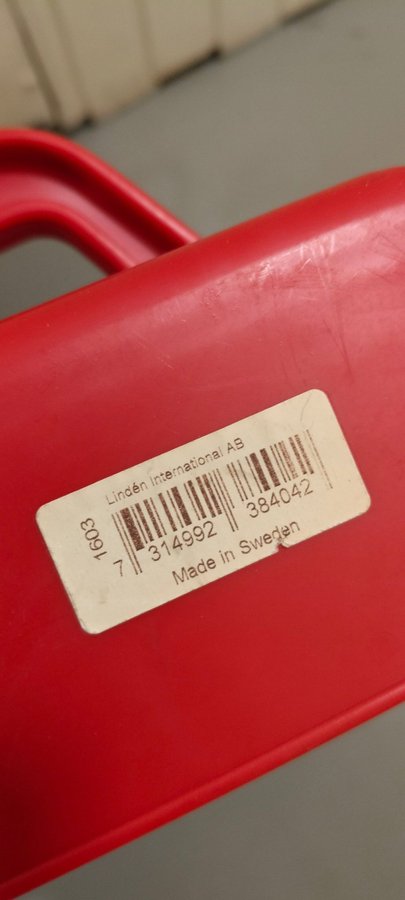 Lindén International AB
1603
7 314992 384042
Made in Sweden